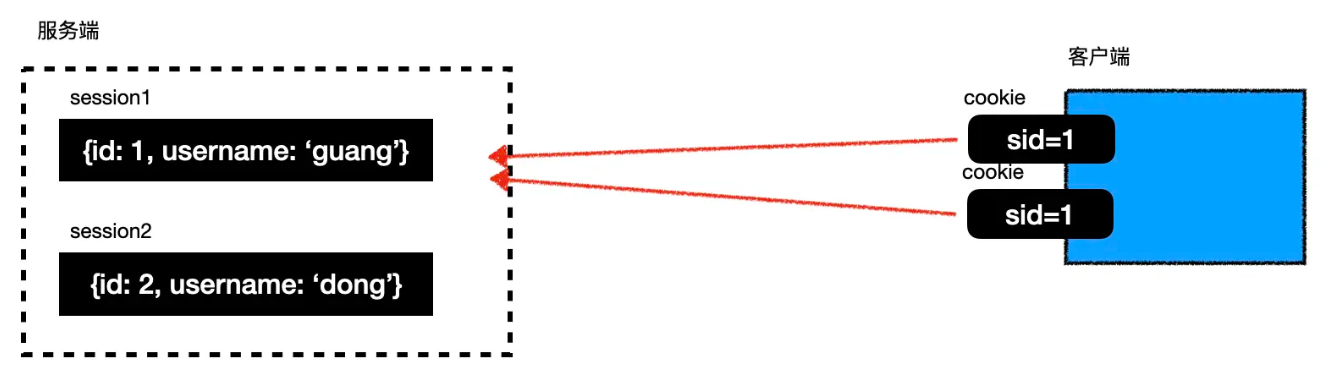 服务端
session1
{id: 1, username: ‘guang’}
session2
{id: 2, username: ‘dong’}
客户端
cookie
sid=1
cookie
sid=1